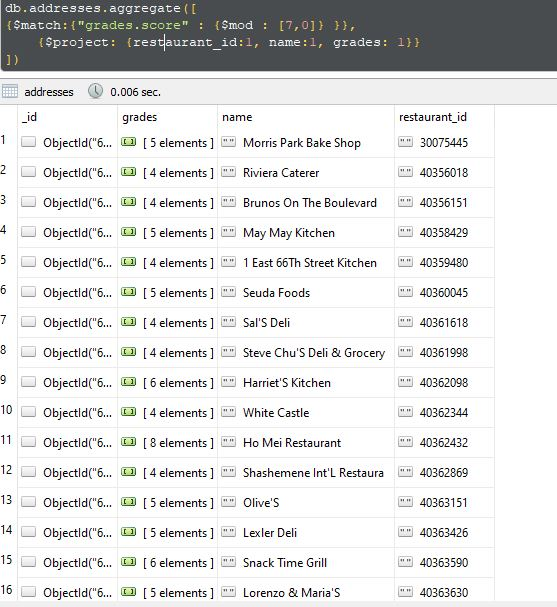 db.addresses.aggregate([
{$match:{"grades.score" : {$mod : [7,0]} }},
{$project: {restaurant_id:1, name:1, grades: 1}}
])
addresses 0.006 sec.
_id grades name restaurant_id
1 ObjectId("6... [ 5 elements ] "" Morris Park Bake Shop "" 30075445
2 ObjectId("6... [ 4 elements ] "" Riviera Caterer "" 40356018
3 ObjectId("6... [ 4 elements ] "" Brunos On The Boulevard "" 40356151
4 ObjectId("6... [ 5 elements ] "" May May Kitchen "" 40358429
5 ObjectId("6... [ 4 elements ] "" 1 East 66Th Street Kitchen "" 40359480
6 ObjectId("6... [ 5 elements ] "" Seuda Foods "" 40360045
7 ObjectId("6... [ 4 elements ] "" Sal'S Deli "" 40361618
8 ObjectId("6... [ 4 elements ] "" Steve Chu'S Deli & Grocery "" 40361998
9 ObjectId("6... [ 6 elements ] "" Harriet'S Kitchen "" 40362098
10 ObjectId("6... [ 4 elements ] "" White Castle "" 40362344
11 ObjectId("6... [ 8 elements ] "" Ho Mei Restaurant "" 40362432
12 ObjectId("6... [ 4 elements ] "" Shashemene Int'L Restaura "" 40362869
13 ObjectId("6... [ 5 elements ] "" Olive'S "" 40363151
14 ObjectId("6... [ 5 elements ] "" Lexler Deli "" 40363426
15 ObjectId("6... [ 6 elements ] "" Snack Time Grill "" 40363590
16 ObjectId("6... [ 5 elements ] "" Lorenzo & Maria'S "" 40363630